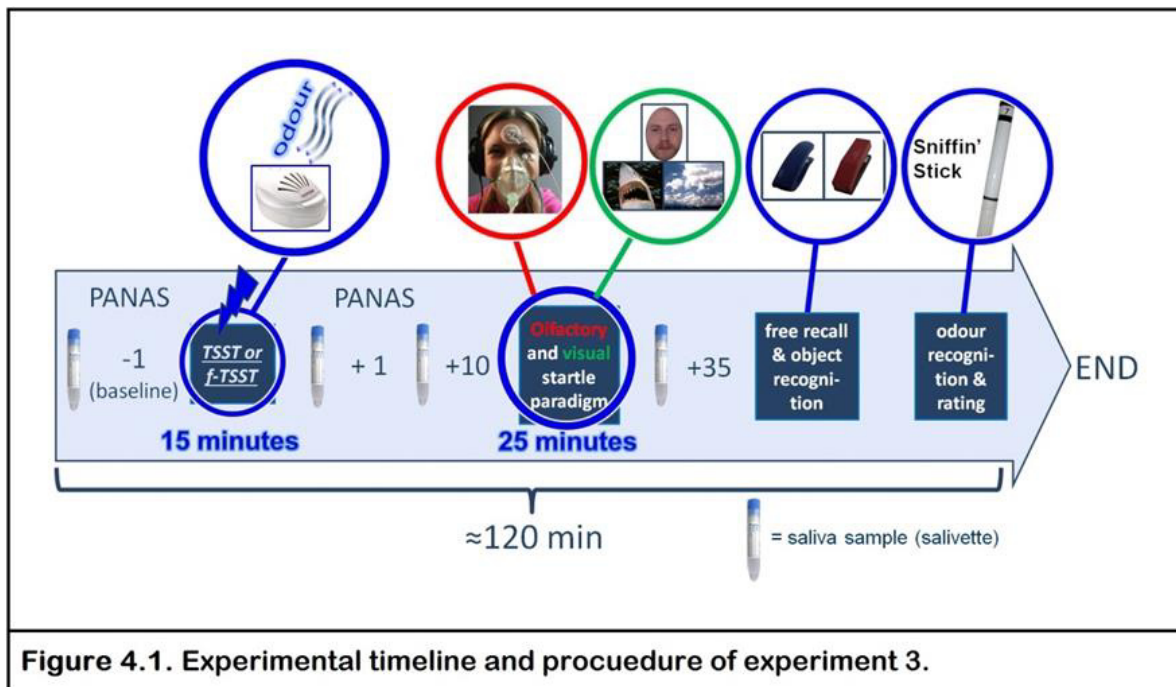 odour
Sniffin'
Stick
PANAS
PANAS
-1
(baseline)
TSST or
f-TSST
15 minutes
+ 1
+10
Olfactory
and visual
startle
paradigm
25 minutes
+35
free recall
& object
recogni-
tion
odour
recogni-
tion &
rating
END
≈120 min
= saliva sample (salivette)
Figure 4.1. Experimental timeline and procuedure of experiment 3.